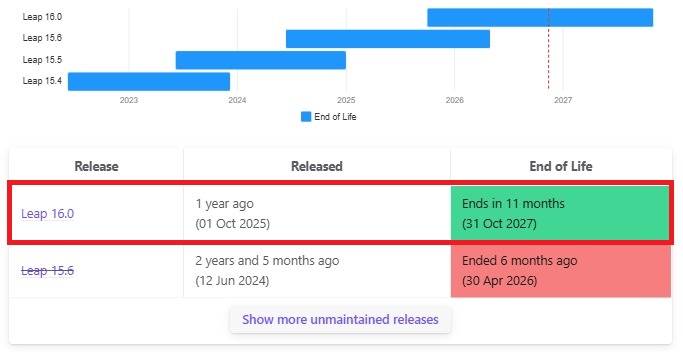 Leap 16.0
Leap 15.6
Leap 15.5
Leap 15.4
2023 2024 2025 2026 2027
End of Life
Release Released End of Life
Leap 16.0
1 year ago
(01 Oct 2025)
Ends in 11 months
(31 Oct 2027)
Leap 15.6
2 years and 5 months ago
(12 Jun 2024)
Ended 6 months ago
(30 Apr 2026)
Show more unmaintained releases